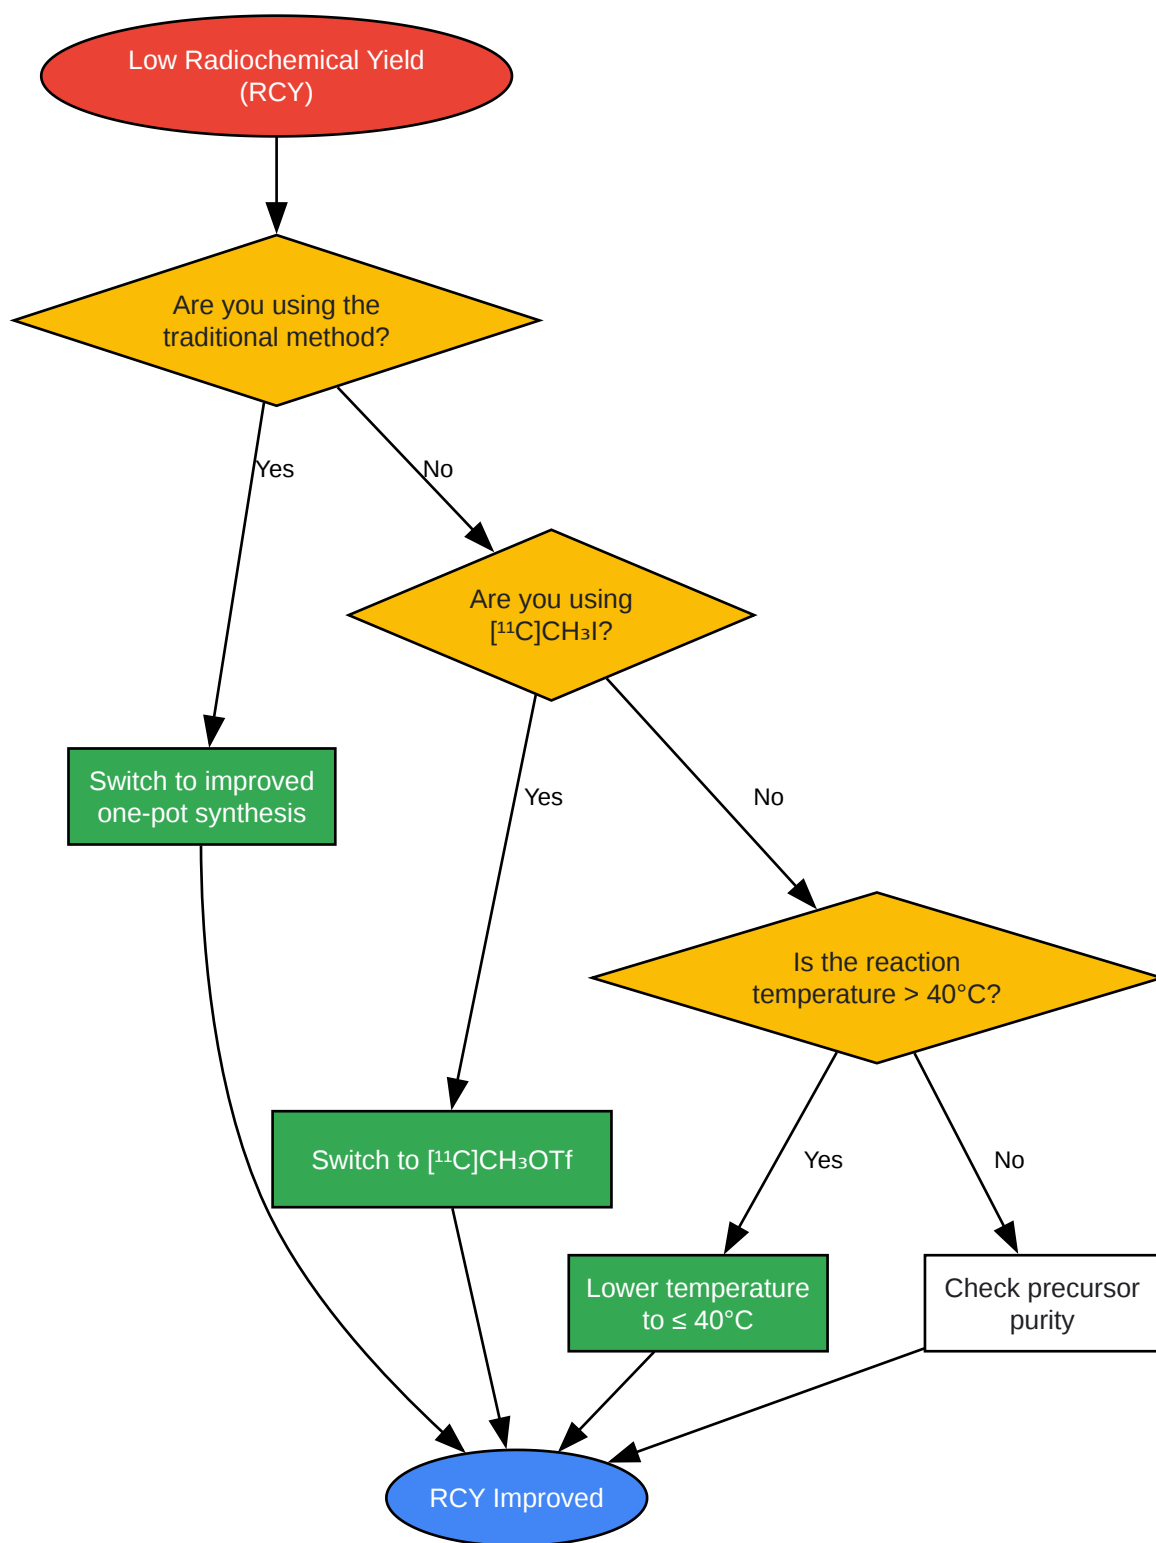 Low Radiochemical Yield
(RCY)
Are you using the
traditional method?
Yes
No
Are you using
[¹¹C]CH₃I?
Switch to improved
one-pot synthesis
Yes
No
Is the reaction
temperature > 40°C?
Switch to [¹¹C]CH₃OTf
Yes
No
Lower temperature
to ≤ 40°C
Check precursor
purity
RCY Improved